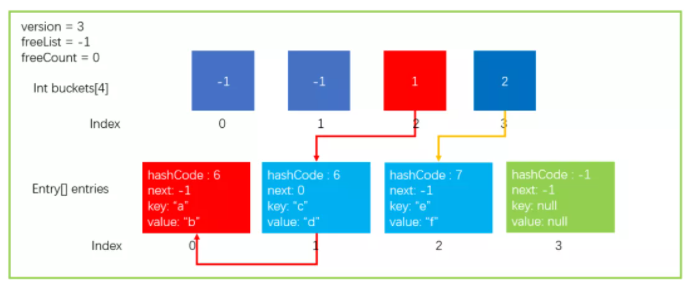 version = 3
freeList = -1
freeCount = 0
Int buckets[4]
-1 -1 1 2
Index 0 1 2 3
Entry[] entries
hashCode : 6
next: -1
key: "a"
value: "b"
hashCode : 6
next: 0
key: "c"
value: "d"
hashCode : 7
next: -1
key: "e"
value: "f"
hashCode : -1
next: -1
key: null
value: null
Index 0 1 2 3